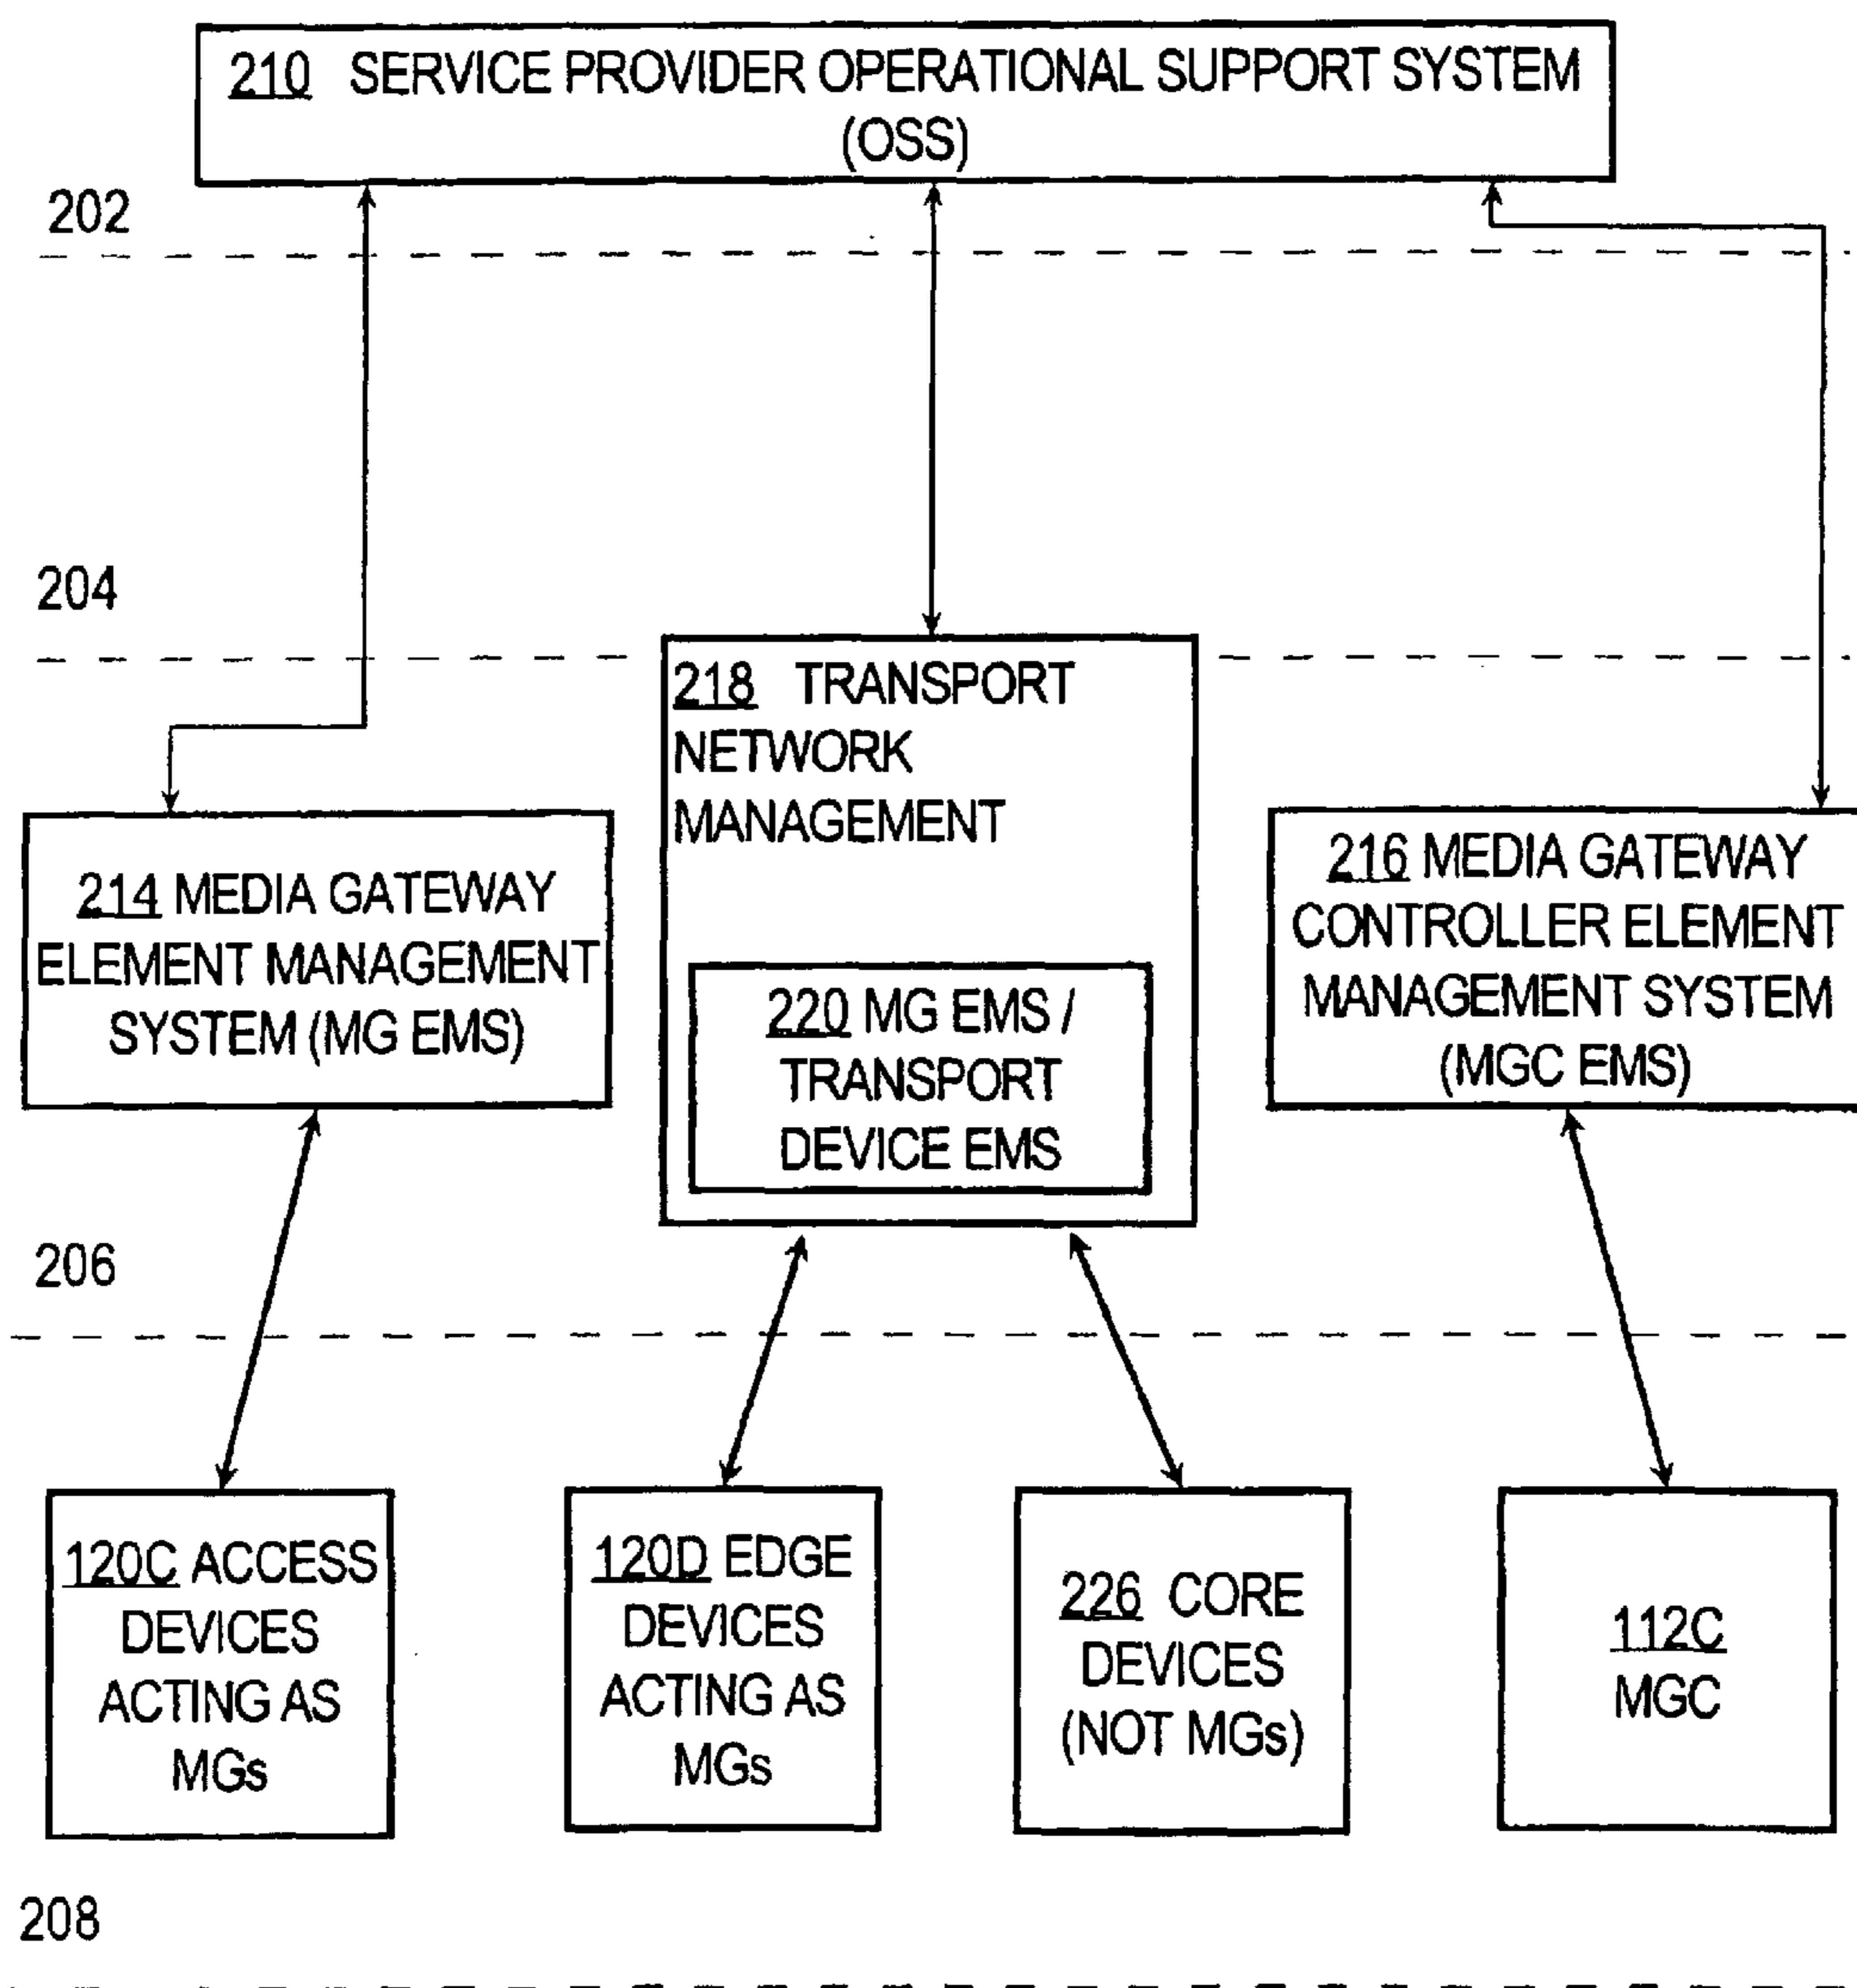 210 SERVICE PROVIDER OPERATIONAL SUPPORT SYSTEM
(OSS)
202
204
218 TRANSPORT
NETWORK
MANAGEMENT
214 MEDIA GATEWAY
ELEMENT MANAGEMENT
SYSTEM (MG EMS)
220 MG EMS /
TRANSPORT
DEVICE EMS
216 MEDIA GATEWAY
CONTROLLER ELEMENT
MANAGEMENT SYSTEM
(MGC EMS)
206
120C ACCESS
DEVICES
ACTING AS
MGs
120D EDGE
DEVICES
ACTING AS
MGs
226 CORE
DEVICES
(NOT MGs)
112C
MGC
208